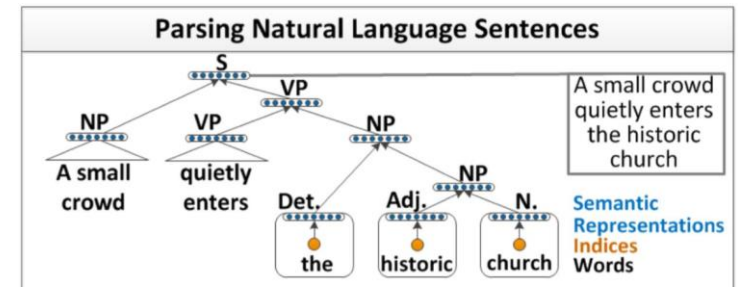 Parsing Natural Language Sentences
S
VP
NP
VP
NP
A small
crowd
quietly
enters
NP
Det.
Adj.
N.
the
historic
church
A small crowd
quietly enters
the historic
church
Semantic
Representations
Indices
Words